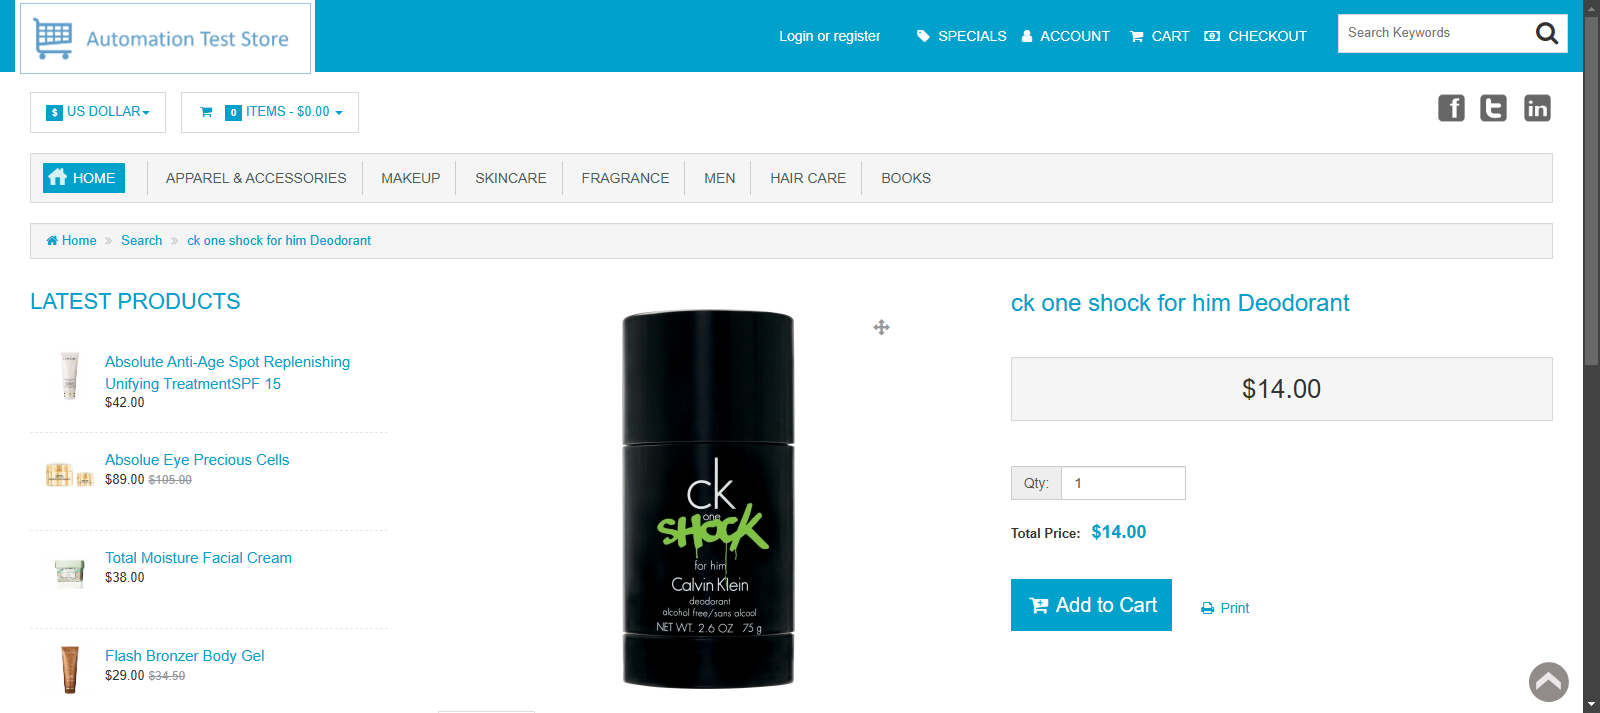 Automation Test Store
Login or register
SPECIALS
ACCOUNT
CART
CHECKOUT
Search Keywords
$ US DOLLAR
0 ITEMS - $0.00
f
t
in
HOME
APPAREL & ACCESSORIES
MAKEUP
SKINCARE
FRAGRANCE
MEN
HAIR CARE
BOOKS
Home » Search » ck one shock for him Deodorant
LATEST PRODUCTS
Absolute Anti-Age Spot Replenishing
Unifying TreatmentSPF 15
$42.00
Absolue Eye Precious Cells
$89.00 $105.00
Total Moisture Facial Cream
$38.00
Flash Bronzer Body Gel
$29.00 $34.50
ck
one
SHOCK
for him
Calvin Klein
deodorant
alcohol free/sans alcool
NET WT. 2.6 OZ 75 g
ck one shock for him Deodorant
$14.00
Qty: 1
Total Price: $14.00
Add to Cart
Print